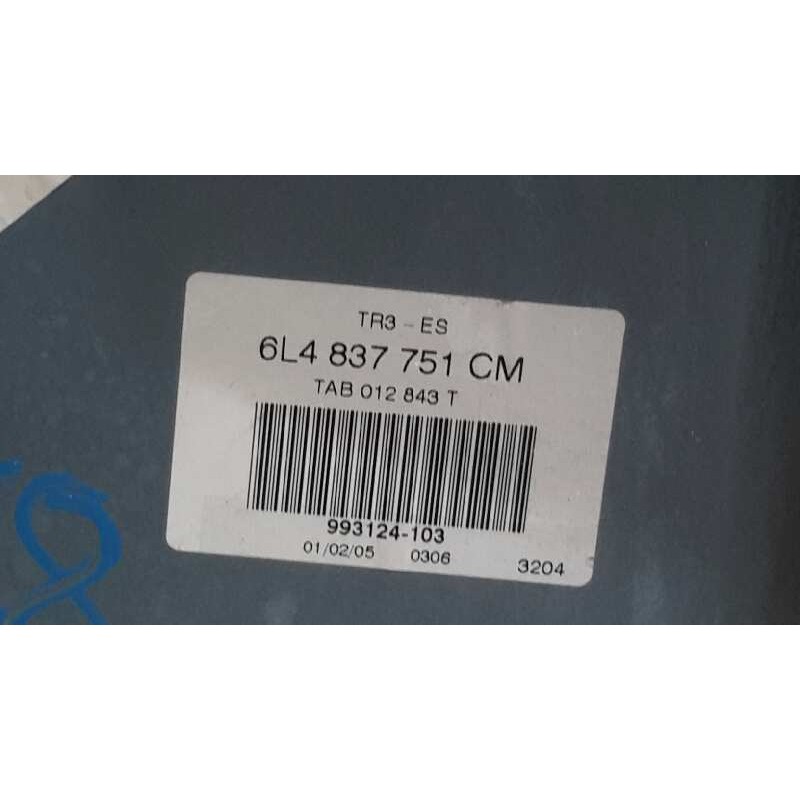 TR3 - ES
6L4 837 751 CM
TAB 012 843 T
993124-103
01/02/05 0306 3204